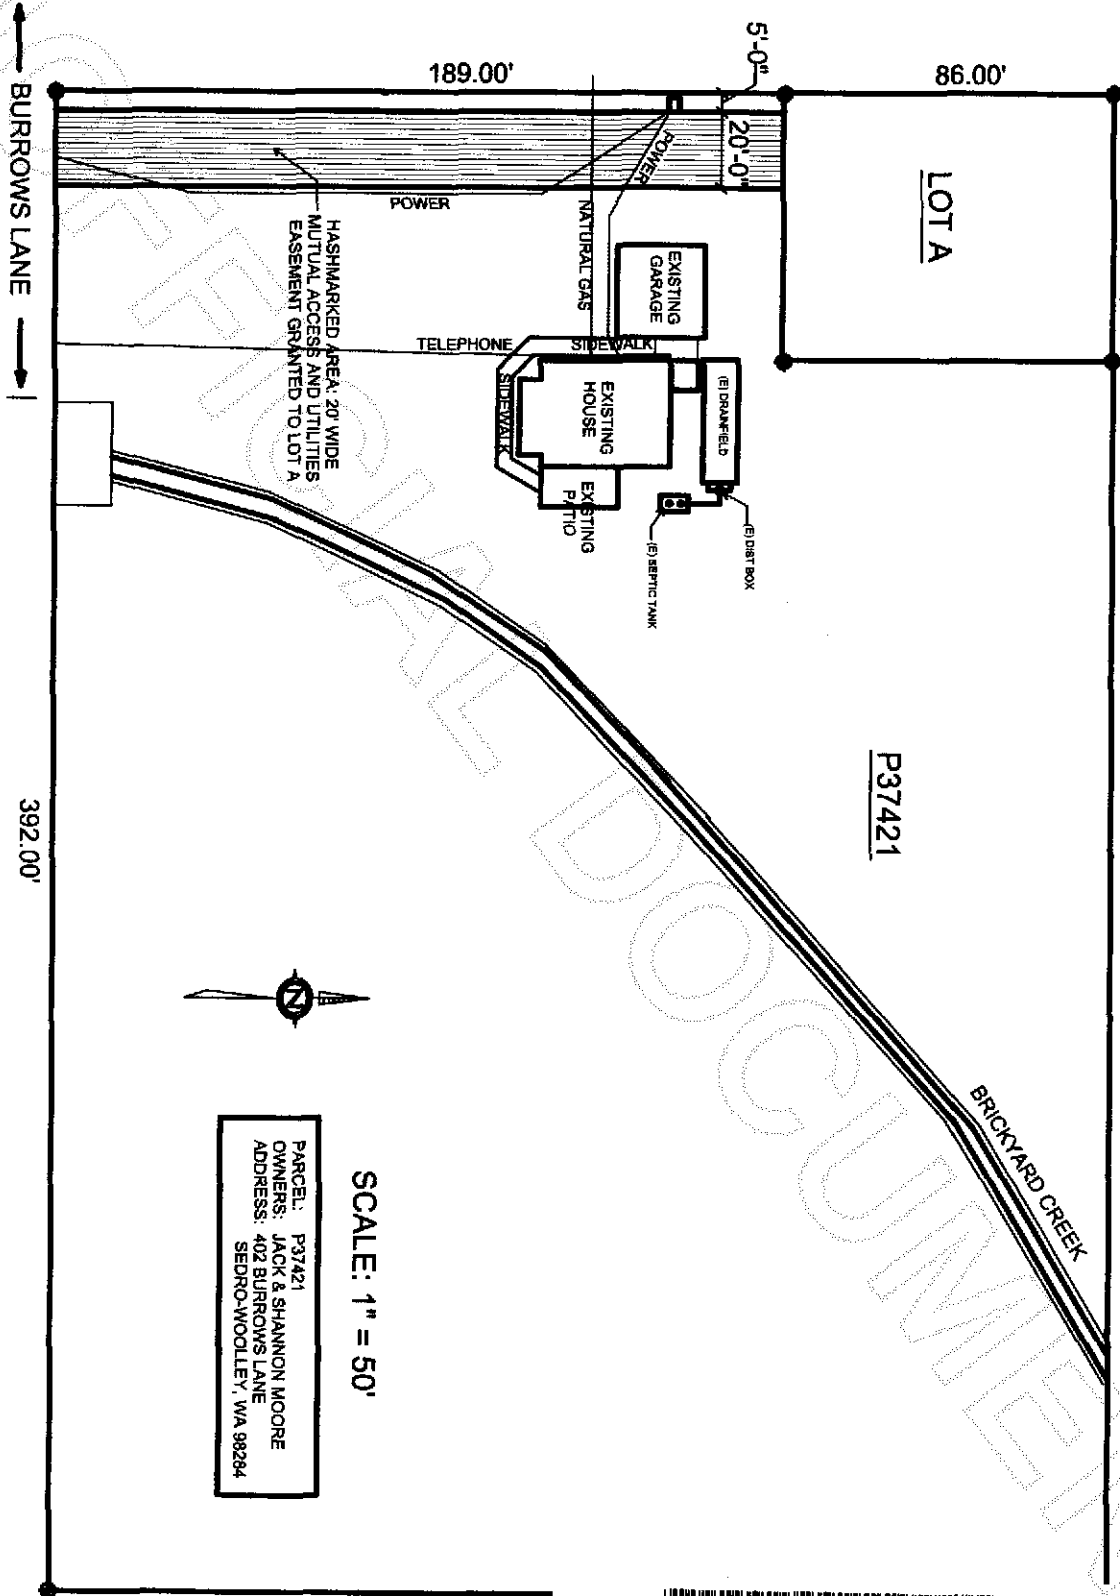 189.00'
86.00'
5'-0"
20'-0"
LOT A
POWER
POWER
NATURAL GAS
EXISTING
GARAGE
TELEPHONE
SIDEWALK
SIDEWALK
EXISTING
HOUSE
(E) DRAINFIELD
EXISTING
PATIO
(E) DIST BOX
(E) SEPTIC TANK
HASHMARKED AREA: 20' WIDE
MUTUAL ACCESS AND UTILITIES
EASEMENT GRANTED TO LOT A
BURROWS LANE
P37421
392.00'
N
BRICKYARD CREEK
SCALE: 1" = 50'
PARCEL: P37421
OWNERS: JACK & SHANNON MOORE
ADDRESS: 402 BURROWS LANE
SEDRO-WOOLLEY, WA 98284
DOCUMENT